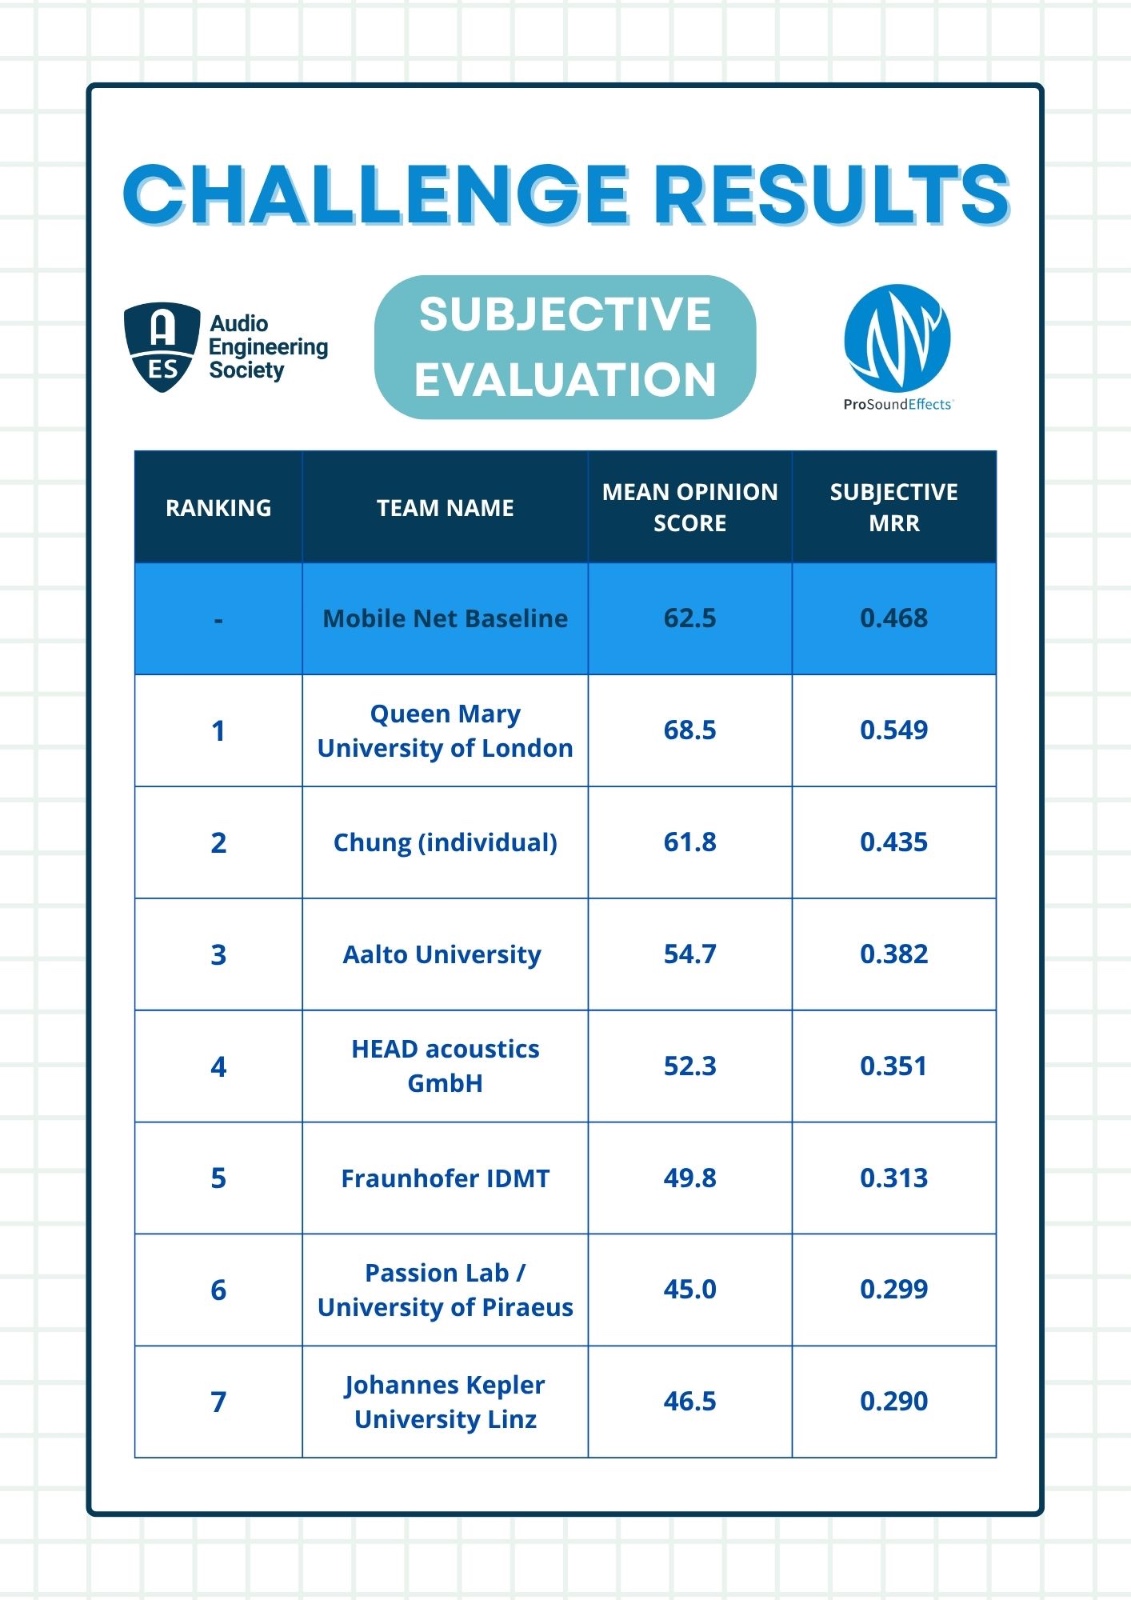 CHALLENGE RESULTS
A
ES
Audio
Engineering
Society
SUBJECTIVE
EVALUATION
ProSoundEffects
RANKING TEAM NAME MEAN OPINION SCORE SUBJECTIVE MRR
- Mobile Net Baseline 62.5 0.468
1 Queen Mary University of London 68.5 0.549
2 Chung (individual) 61.8 0.435
3 Aalto University 54.7 0.382
4 HEAD acoustics GmbH 52.3 0.351
5 Fraunhofer IDMT 49.8 0.313
6 Passion Lab / University of Piraeus 45.0 0.299
7 Johannes Kepler University Linz 46.5 0.290